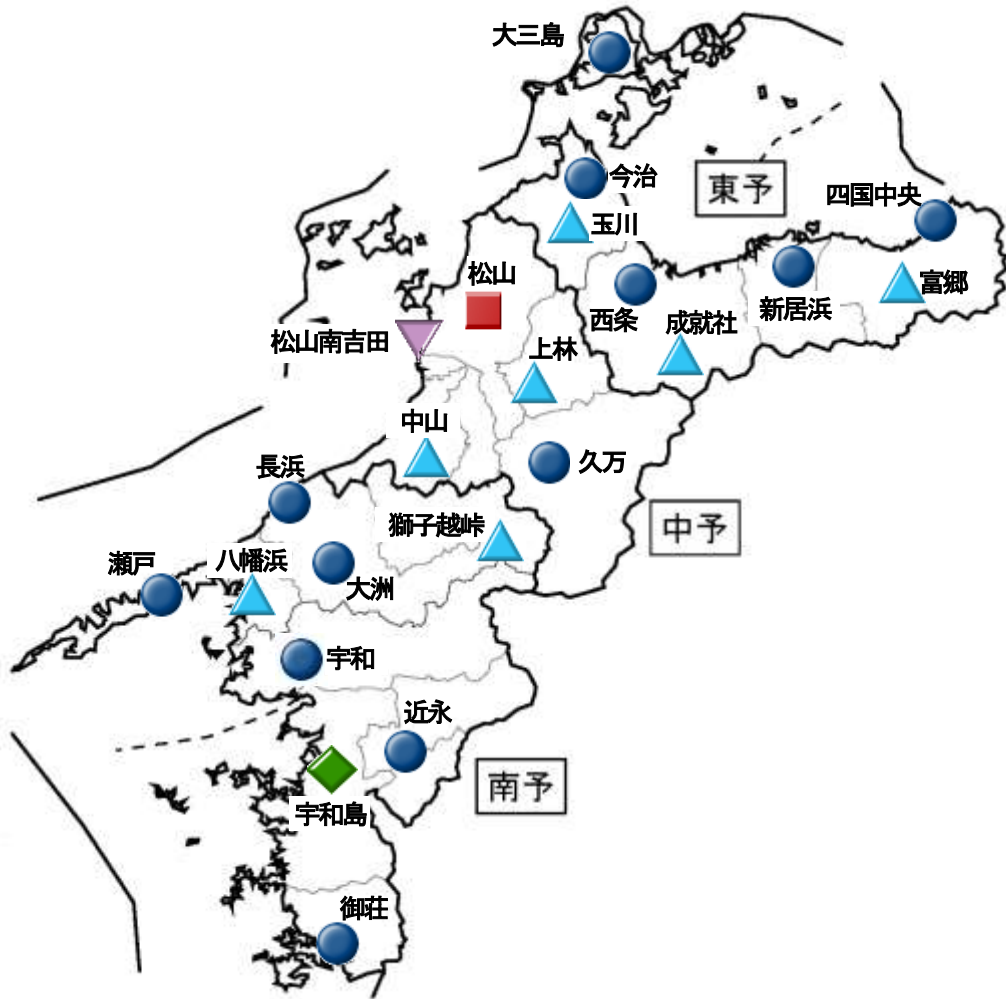 大三島
今治
東予
四国中央
玉川
松山
富郷
新居浜
西条
成就社
松山南吉田
上林
中山
久万
長浜
獅子越峠
中予
瀬戸
八幡浜
大洲
宇和
近永
南予
宇和島
御荘